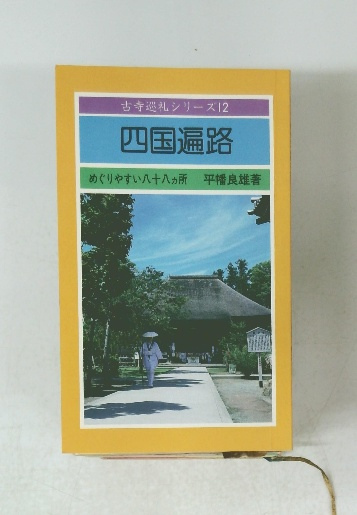 古寺巡礼シリーズ12
四国遍路
めぐりやすい八十八ヵ所 平幡良雄著